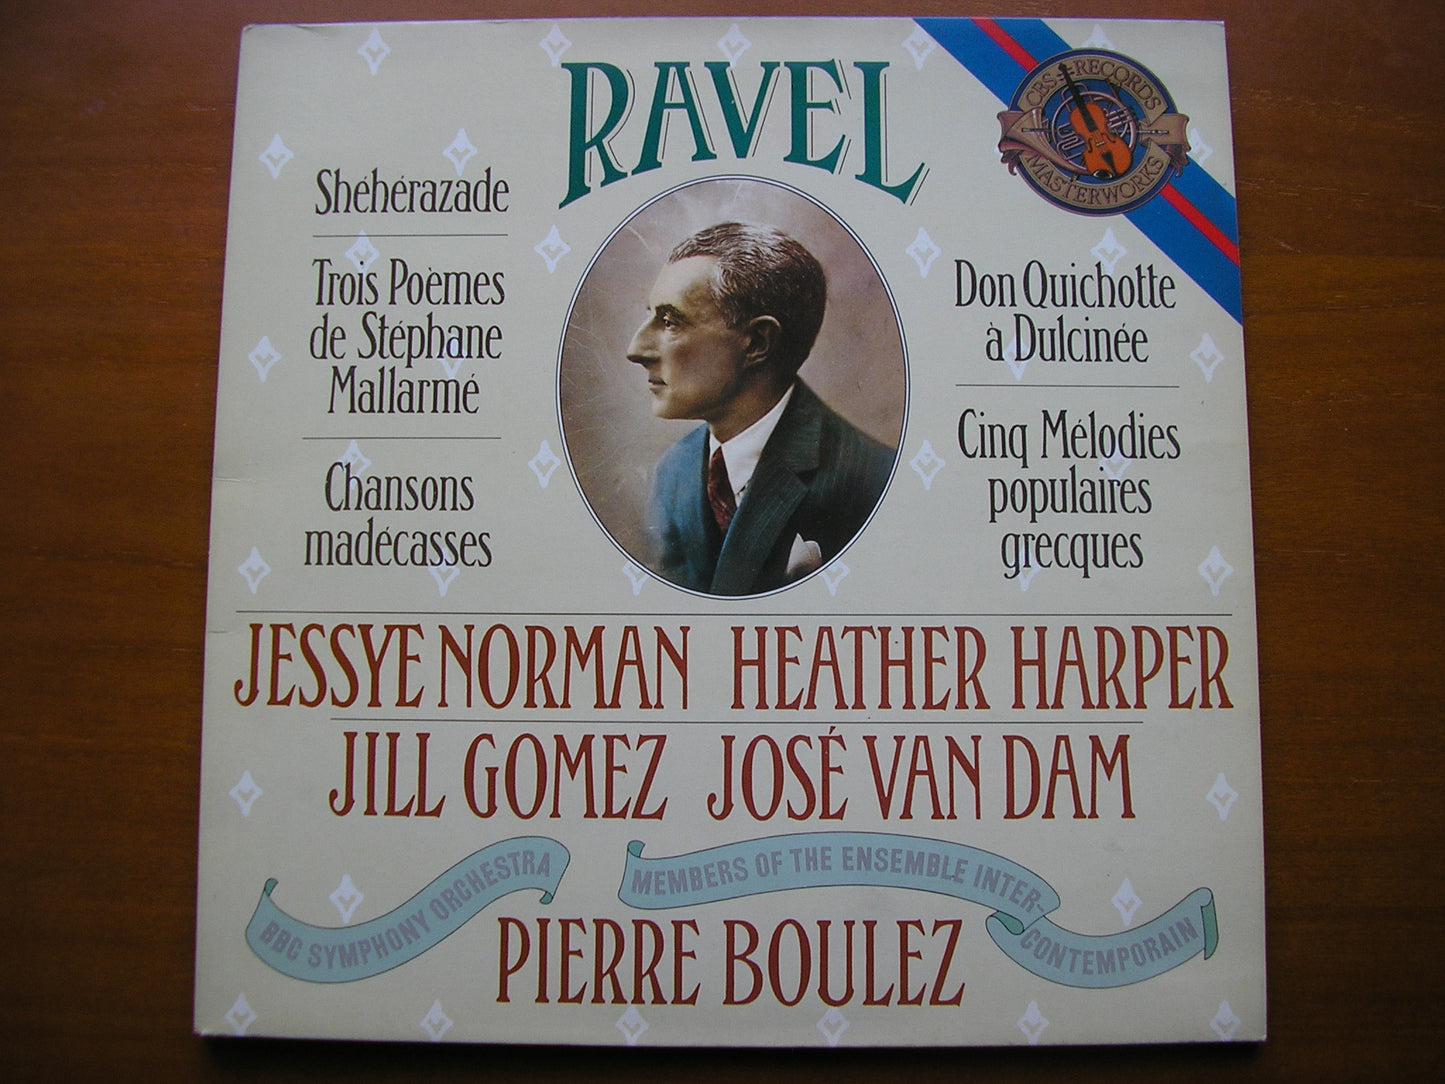 RAVEL
CBS RECORDS
MASTERWORKS
Shéhérazade
Trois Poèmes
de Stéphane
Mallarmé
Chansons
madécasses
Don Quichotte
à Dulcinée
Cinq Mélodies
populaires
grecques
JESSYE NORMAN HEATHER HARPER
JILL GOMEZ JOSÉ VAN DAM
BBC SYMPHONY ORCHESTRA
MEMBERS OF THE ENSEMBLE INTER-
CONTEMPORAIN
PIERRE BOULEZ